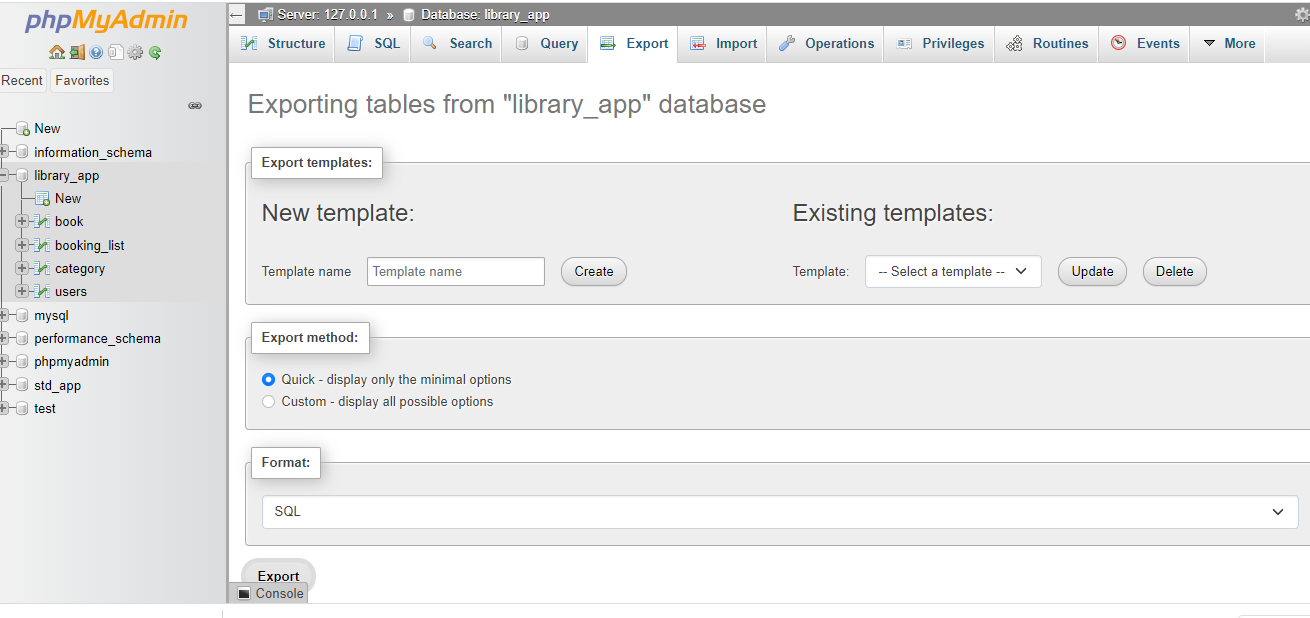 phpMyAdmin
Recent Favorites
New
information_schema
library_app
New
book
booking_list
category
users
mysql
performance_schema
phpmyadmin
std_app
test
Server: 127.0.0.1 » Database: library_app
Structure SQL Search Query Export Import Operations Privileges Routines Events More
Exporting tables from "library_app" database
Export templates:
New template: Existing templates:
Template name Template name Create Template: -- Select a template -- Update Delete
Export method:
Quick - display only the minimal options
Custom - display all possible options
Format:
SQL
Export
Console